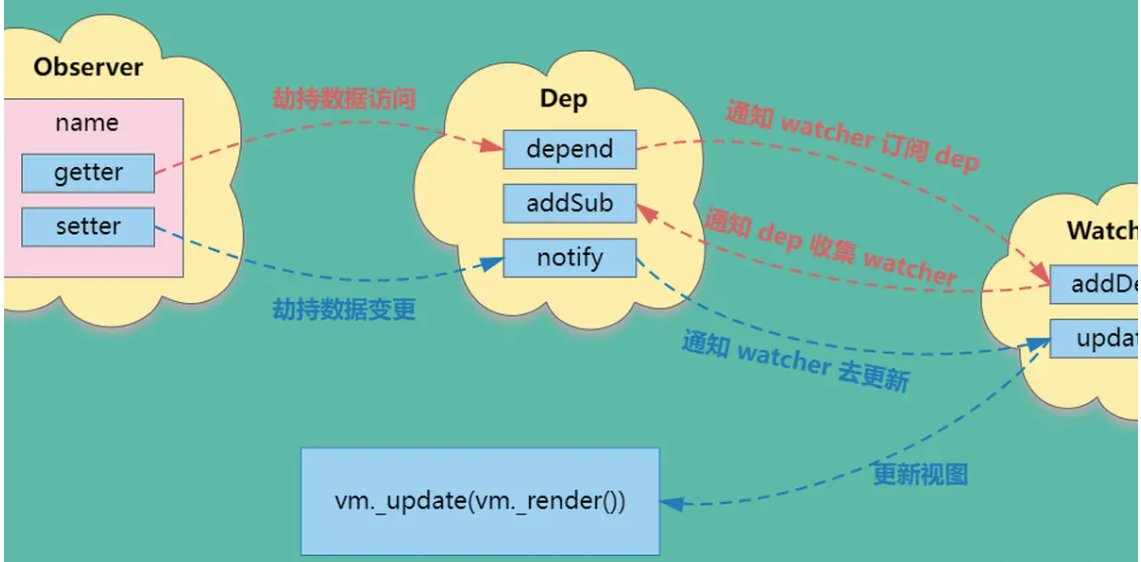 Observer
name
getter
setter
劫持数据访问
劫持数据变更
Dep
depend
addSub
notify
通知 watcher 订阅 dep
通知 dep 收集 watcher
通知 watcher 去更新
Watch
addDe
updat
更新视图
vm._update(vm._render())